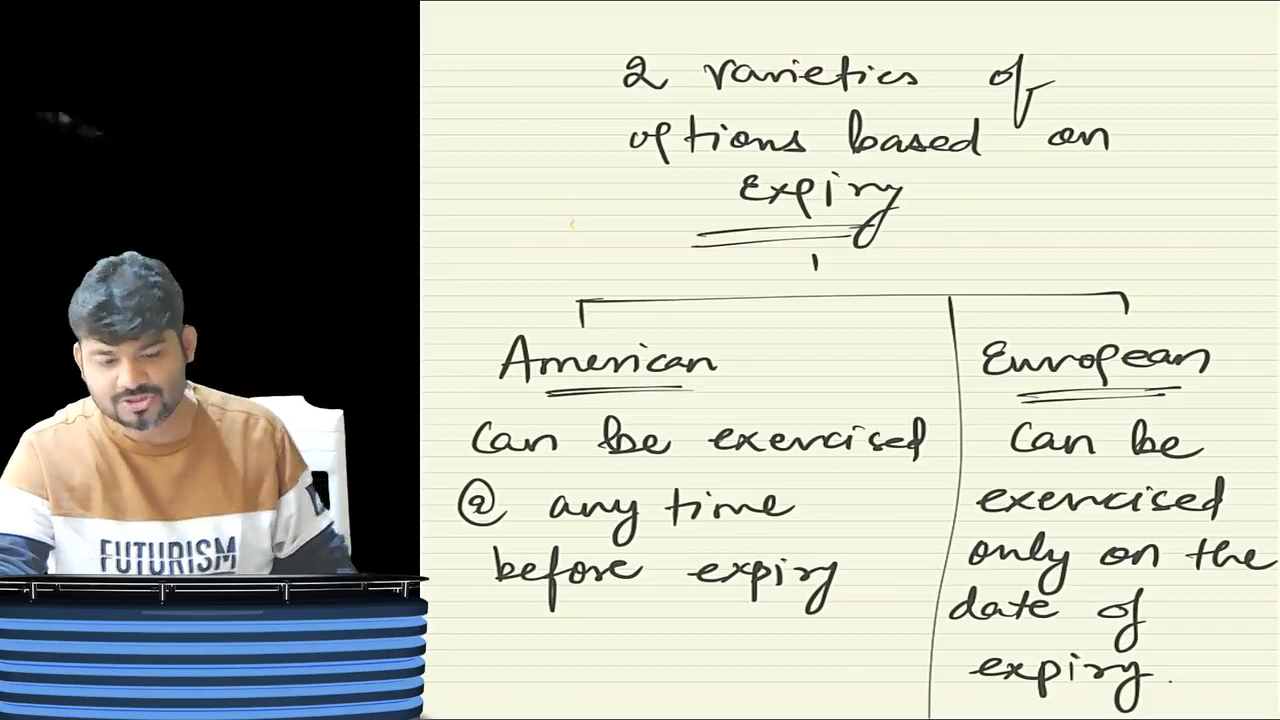 2 varieties of
options based on
Expiry
American
can be exercised
@ any time
before expiry
European
can be
exercised
only on the
date of
expiry.
FUTURISM